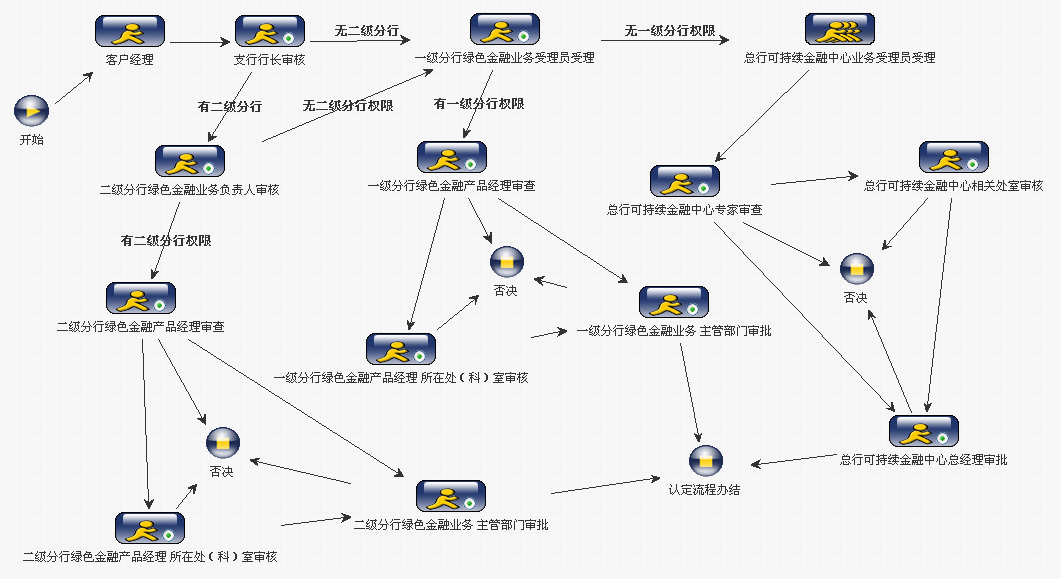 无二级分行
无一级分行权限
客户经理
支行行长审核
一级分行绿色金融业务受理员受理
总行可持续金融中心业务受理员受理
有二级分行
无二级分行权限
有一级分行权限
开始
二级分行绿色金融业务负责人审核
一级分行绿色金融产品经理审查
总行可持续金融中心专家审查
总行可持续金融中心相关处室审核
有二级分行权限
否决
否决
二级分行绿色金融产品经理审查
一级分行绿色金融业务 主管部门审批
一级分行绿色金融产品经理 所在处（科）室审核
否决
总行可持续金融中心总经理审批
认定流程办结
二级分行绿色金融业务 主管部门审批
二级分行绿色金融产品经理 所在处（科）室审核